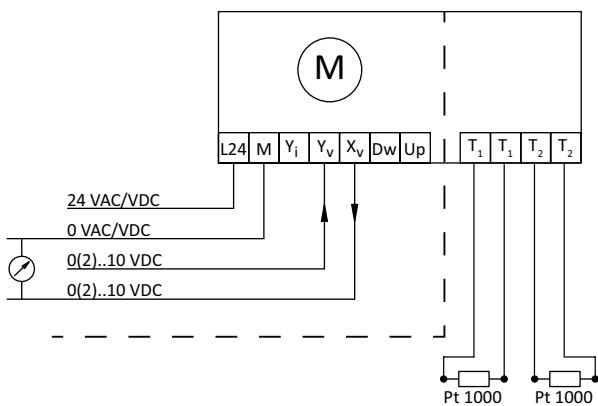 M
L24 M Yi Yv Xv Dw Up T1 T1 T2 T2
24 VAC/VDC
0 VAC/VDC
0(2)..10 VDC
0(2)..10 VDC
Pt 1000 Pt 1000